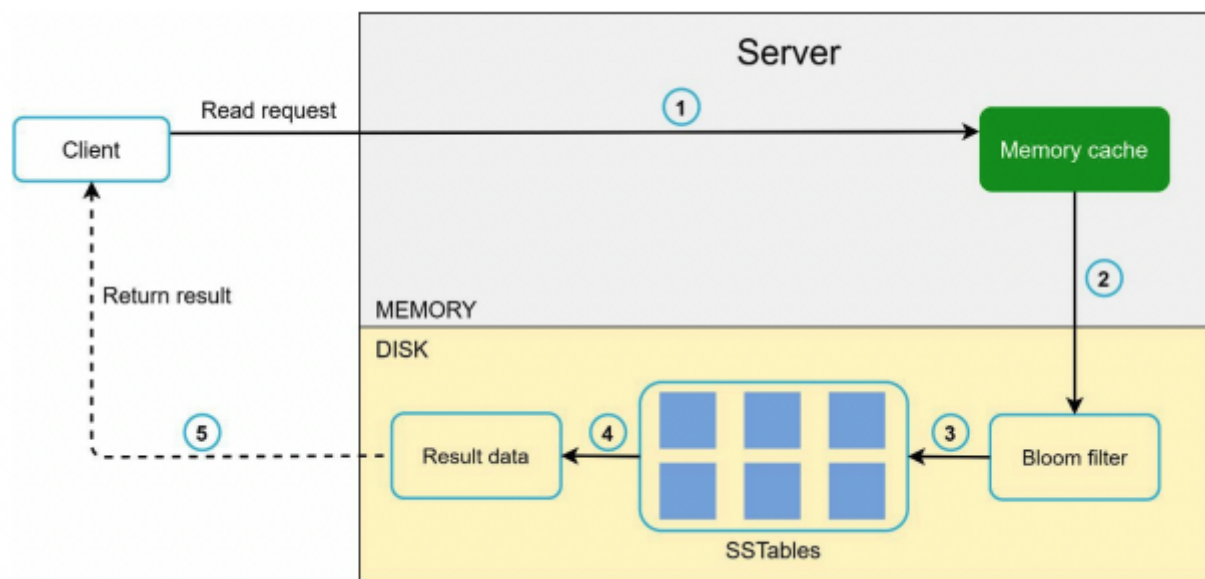 Server
Read request
1
Client
Memory cache
2
Return result
MEMORY
DISK
5
Result data
4
3
Bloom filter
SSTables